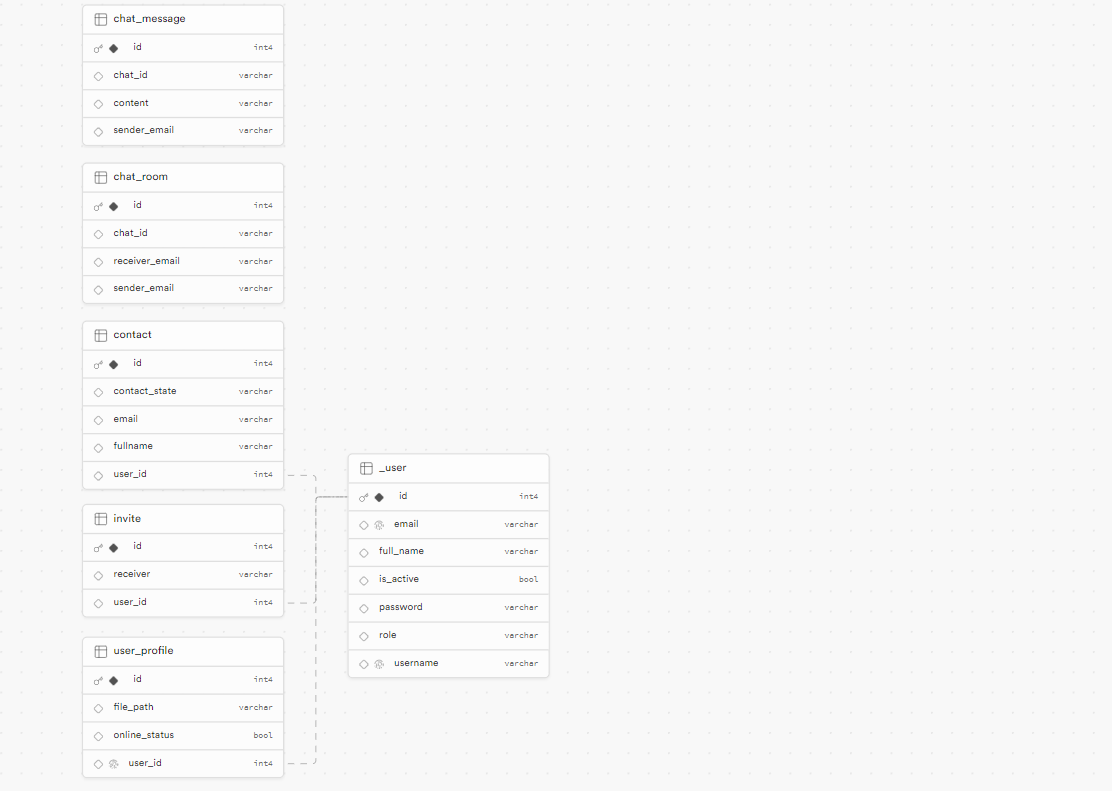 chat_message
id int4
chat_id varchar
content varchar
sender_email varchar
chat_room
id int4
chat_id varchar
receiver_email varchar
sender_email varchar
contact
id int4
contact_state varchar
email varchar
fullname varchar
user_id int4
invite
id int4
receiver varchar
user_id int4
user_profile
id int4
file_path varchar
online_status bool
user_id int4
_user
id int4
email varchar
full_name varchar
is_active bool
password varchar
role varchar
username varchar